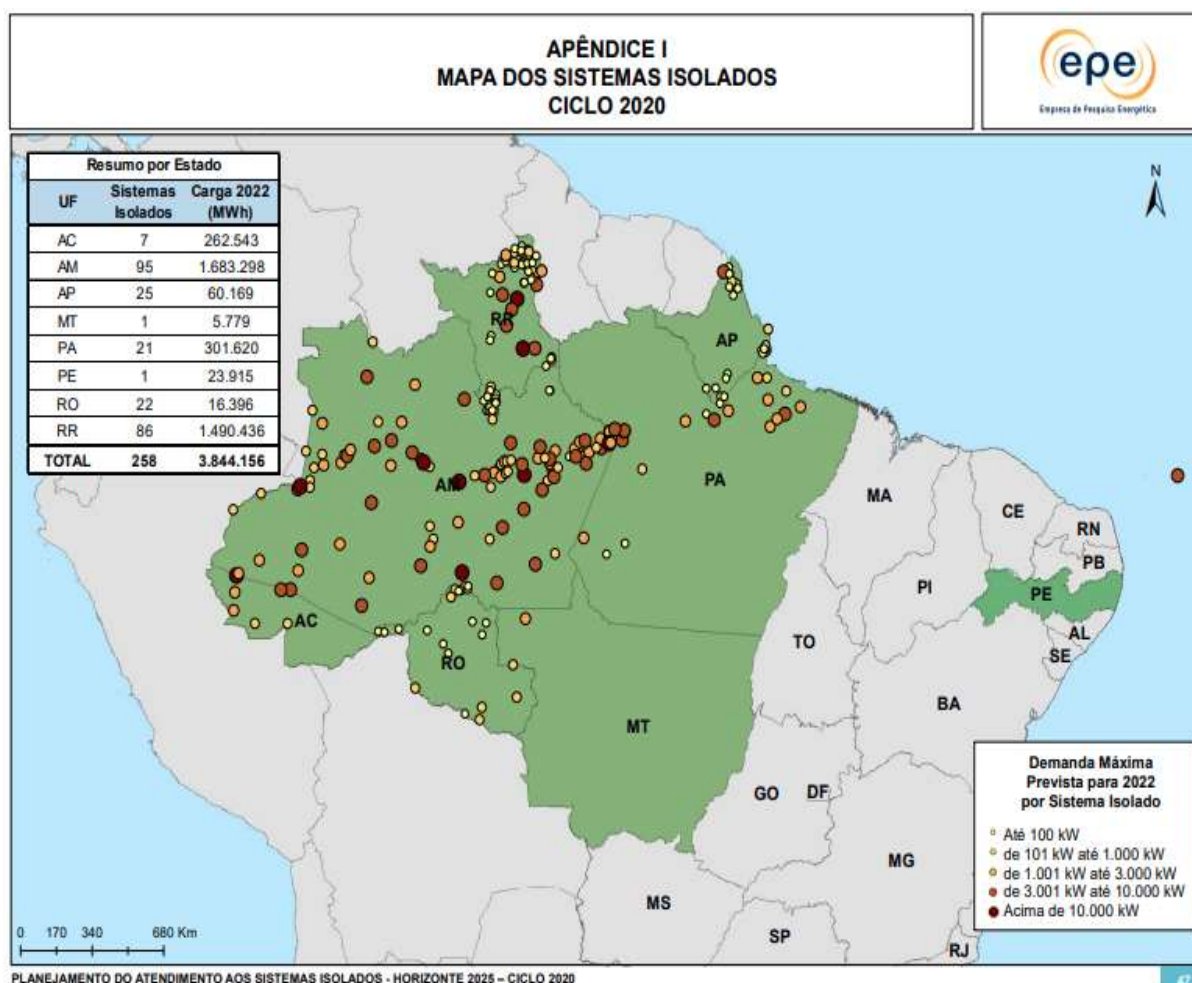 APÊNDICE I
MAPA DOS SISTEMAS ISOLADOS
CICLO 2020
epe
Empresa de Pesquisa Energética
Resumo por Estado
UF Sistemas Isolados Carga 2022 (MWh)
AC 7 262.543
AM 95 1.683.298
AP 25 60.169
MT 1 5.779
PA 21 301.620
PE 1 23.915
RO 22 16.396
RR 86 1.490.436
TOTAL 258 3.844.156
N
RR
AP
AM
PA
MA
CE
RN
PB
PI
PE
AL
SE
AC
RO
TO
BA
MT
GO
DF
MG
MS
SP
RJ
Demanda Máxima
Prevista para 2022
por Sistema Isolado
Até 100 kW
de 101 kW até 1.000 kW
de 1.001 kW até 3.000 kW
de 3.001 kW até 10.000 kW
Acima de 10.000 kW
0 170 340 680 Km
PLANEJAMENTO DO ATENDIMENTO AOS SISTEMAS ISOLADOS - HORIZONTE 2025 – CICLO 2020